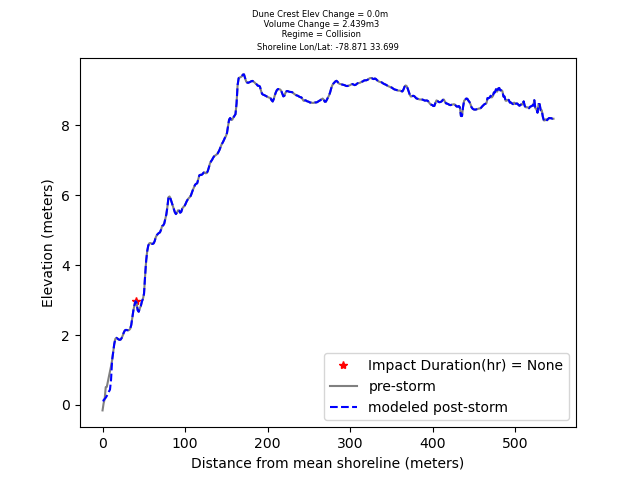 Dune Crest Elev Change = 0.0m
Volume Change = 2.439m3
Regime = Collision
Shoreline Lon/Lat: -78.871 33.699
8
6
4
2
0
Elevation (meters)
Impact Duration(hr) = None
pre-storm
modeled post-storm
0 100 200 300 400 500
Distance from mean shoreline (meters)